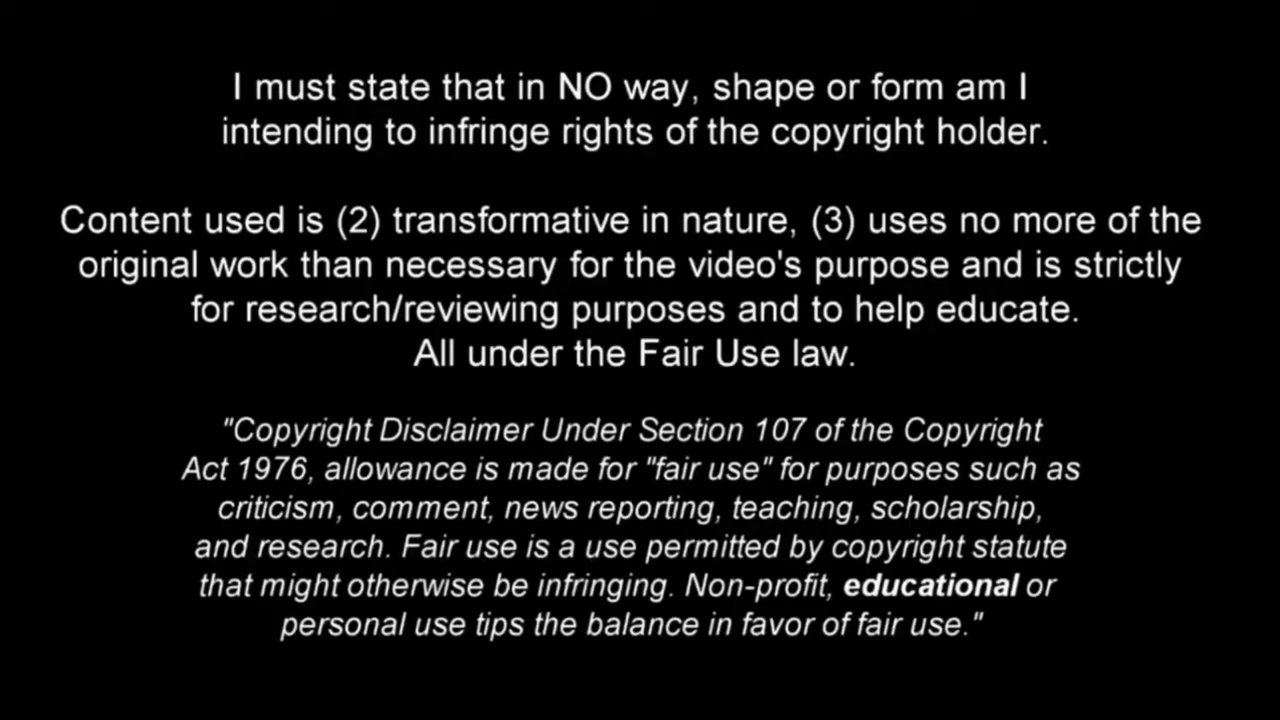 I must state that in NO way, shape or form am I
intending to infringe rights of the copyright holder.
Content used is (2) transformative in nature, (3) uses no more of the
original work than necessary for the video's purpose and is strictly
for research/reviewing purposes and to help educate.
All under the Fair Use law.
"Copyright Disclaimer Under Section 107 of the Copyright
Act 1976, allowance is made for "fair use" for purposes such as
criticism, comment, news reporting, teaching, scholarship,
and research. Fair use is a use permitted by copyright statute
that might otherwise be infringing. Non-profit, educational or
personal use tips the balance in favor of fair use."